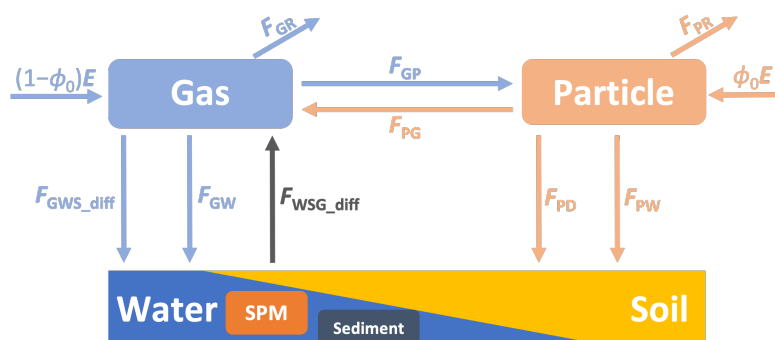 F_GR
F_PR
(1−ϕ₀)E
Gas
F_GP
Particle
ϕ₀E
F_PG
F_GWS_diff
F_GW
F_WSG_diff
F_PD
F_PW
Water
SPM
Soil
Sediment